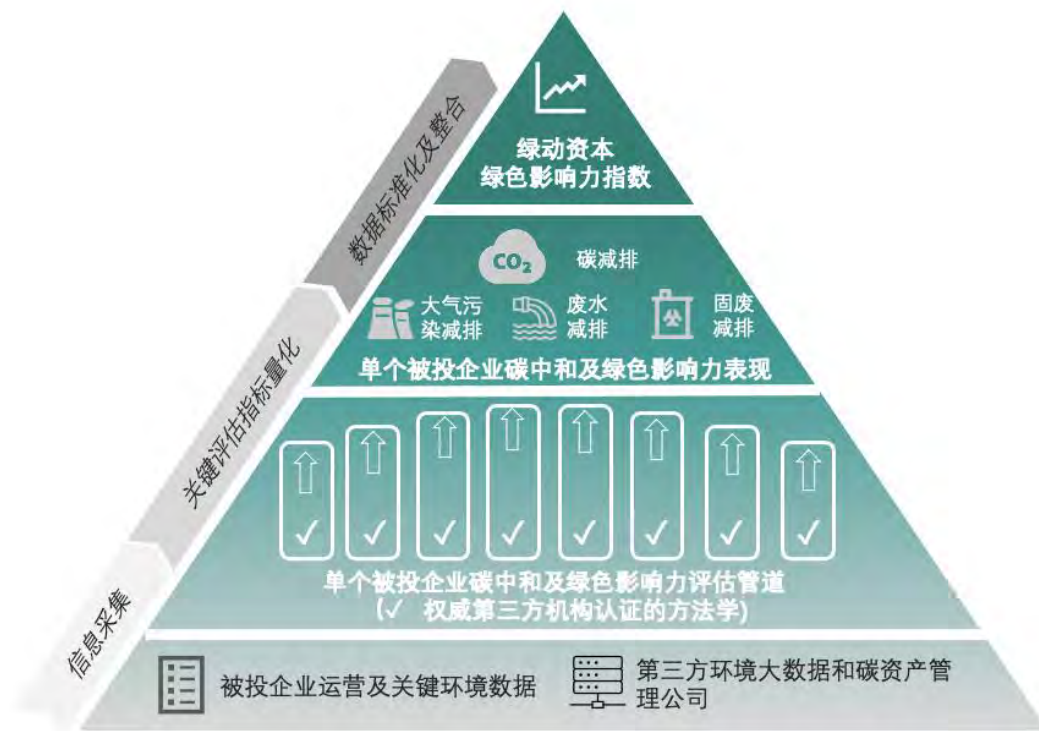 绿动资本
绿色影响力指数
数据标准化及整合
CO₂
碳减排
大气污
染减排
废水
减排
固废
减排
单个被投企业碳中和及绿色影响力表现
关键评估指标量化
单个被投企业碳中和及绿色影响力评估管道
(✓ 权威第三方机构认证的方法学)
信息采集
被投企业运营及关键环境数据
第三方环境大数据和碳资产管
理公司